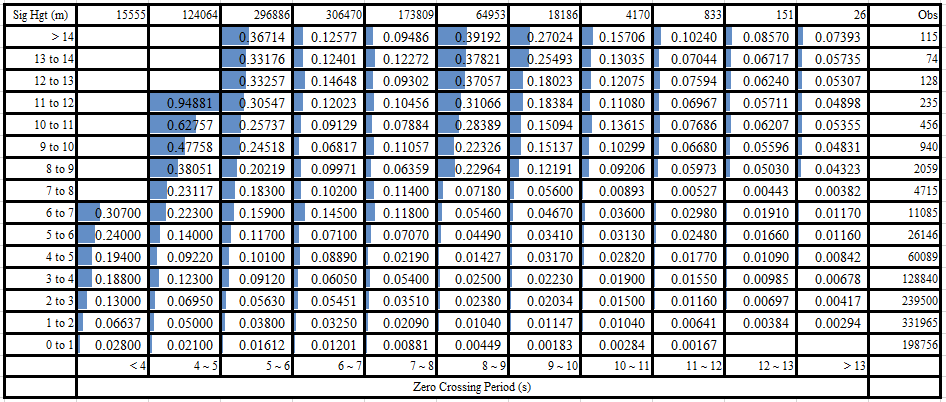 Sig Hgt (m) 15555 124064 296886 306470 173809 64953 18186 4170 833 151 26 Obs
> 14 0.36714 0.12577 0.09486 0.39192 0.27024 0.15706 0.10240 0.08570 0.07393 115
13 to 14 0.33176 0.12401 0.12272 0.37821 0.25493 0.13035 0.07044 0.06717 0.05735 74
12 to 13 0.33257 0.14648 0.09302 0.37057 0.18023 0.12075 0.07594 0.06240 0.05307 128
11 to 12 0.94881 0.30547 0.12023 0.10456 0.31066 0.18384 0.11080 0.06967 0.05711 0.04898 235
10 to 11 0.62757 0.25737 0.09129 0.07884 0.28389 0.15094 0.13615 0.07686 0.06207 0.05355 456
9 to 10 0.47758 0.24518 0.06817 0.11057 0.22326 0.15137 0.10299 0.06680 0.05596 0.04831 940
8 to 9 0.38051 0.20219 0.09971 0.06359 0.22964 0.12191 0.09206 0.05973 0.05030 0.04323 2059
7 to 8 0.23117 0.18300 0.10200 0.11400 0.07180 0.05600 0.00893 0.00527 0.00443 0.00382 4715
6 to 7 0.30700 0.22300 0.15900 0.14500 0.11800 0.05460 0.04670 0.03600 0.02980 0.01910 0.01170 11085
5 to 6 0.24000 0.14000 0.11700 0.07100 0.07070 0.04490 0.03410 0.03130 0.02480 0.01660 0.01160 26146
4 to 5 0.19400 0.09220 0.10100 0.08890 0.02190 0.01427 0.03170 0.02820 0.01770 0.01090 0.00842 60089
3 to 4 0.18800 0.12300 0.09120 0.06050 0.05400 0.02500 0.02230 0.01900 0.01550 0.00985 0.00678 128840
2 to 3 0.13000 0.06950 0.05630 0.05451 0.03510 0.02380 0.02034 0.01500 0.01160 0.00697 0.00417 239500
1 to 2 0.06637 0.05000 0.03800 0.03250 0.02090 0.01040 0.01147 0.01040 0.00641 0.00384 0.00294 331965
0 to 1 0.02800 0.02100 0.01612 0.01201 0.00881 0.00449 0.00183 0.00284 0.00167 198756
< 4 4 ~ 5 5 ~ 6 6 ~ 7 7 ~ 8 8 ~ 9 9 ~ 10 10 ~ 11 11 ~ 12 12 ~ 13 > 13
Zero Crossing Period (s)